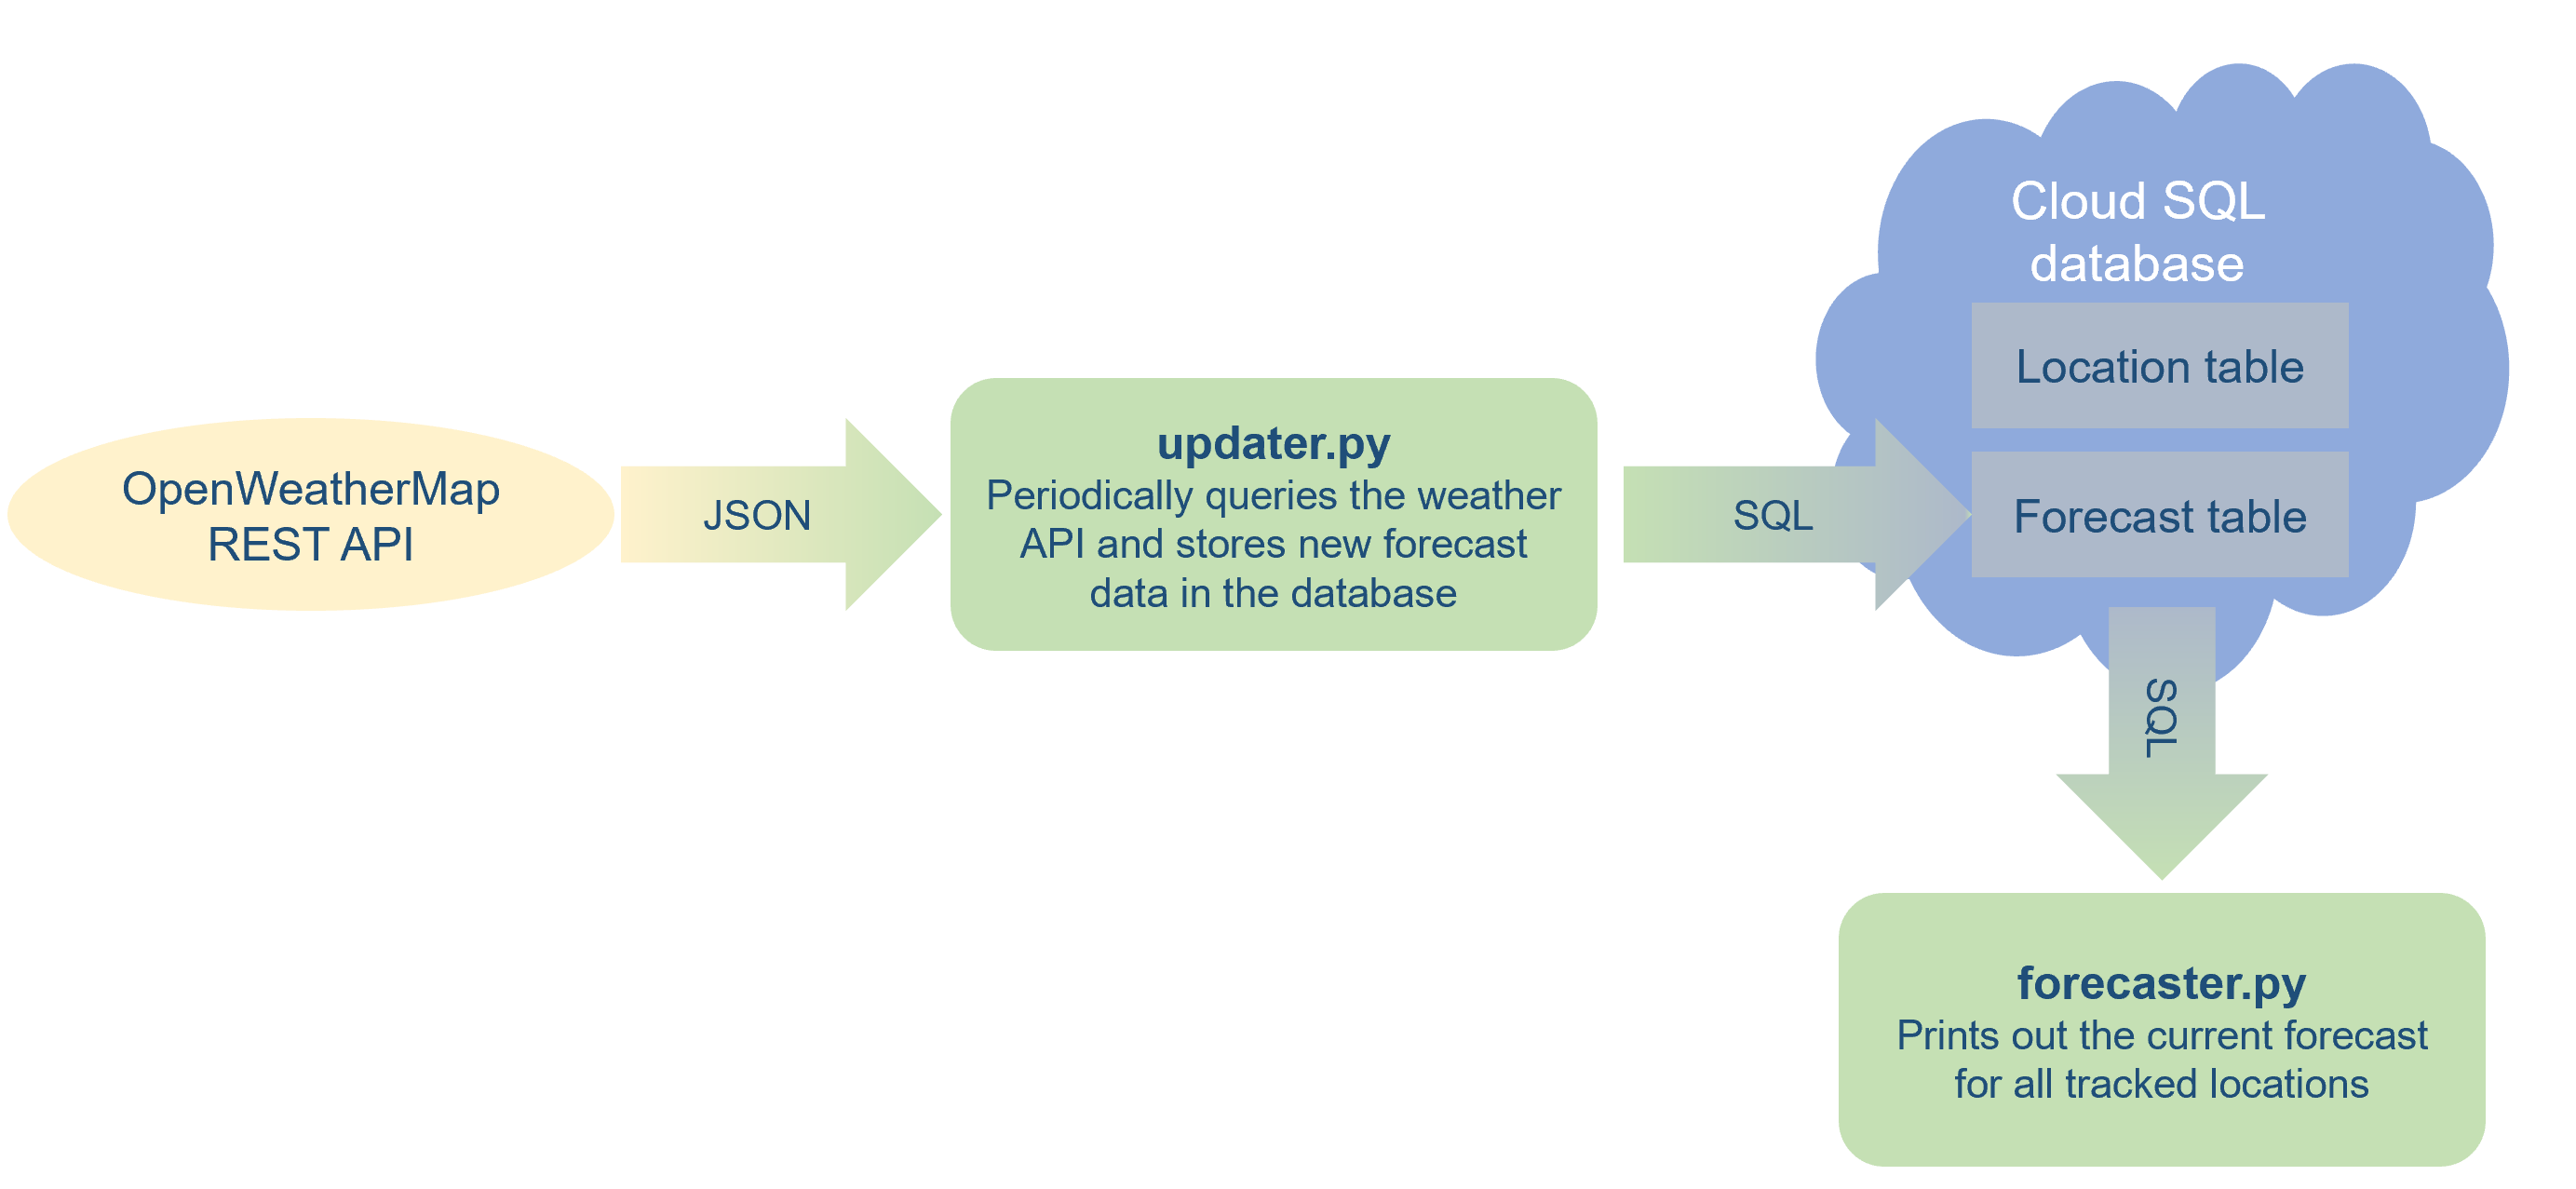 OpenWeatherMap
REST API
JSON
updater.py
Periodically queries the weather
API and stores new forecast
data in the database
SQL
Cloud SQL
database
Location table
Forecast table
SQL
forecaster.py
Prints out the current forecast
for all tracked locations